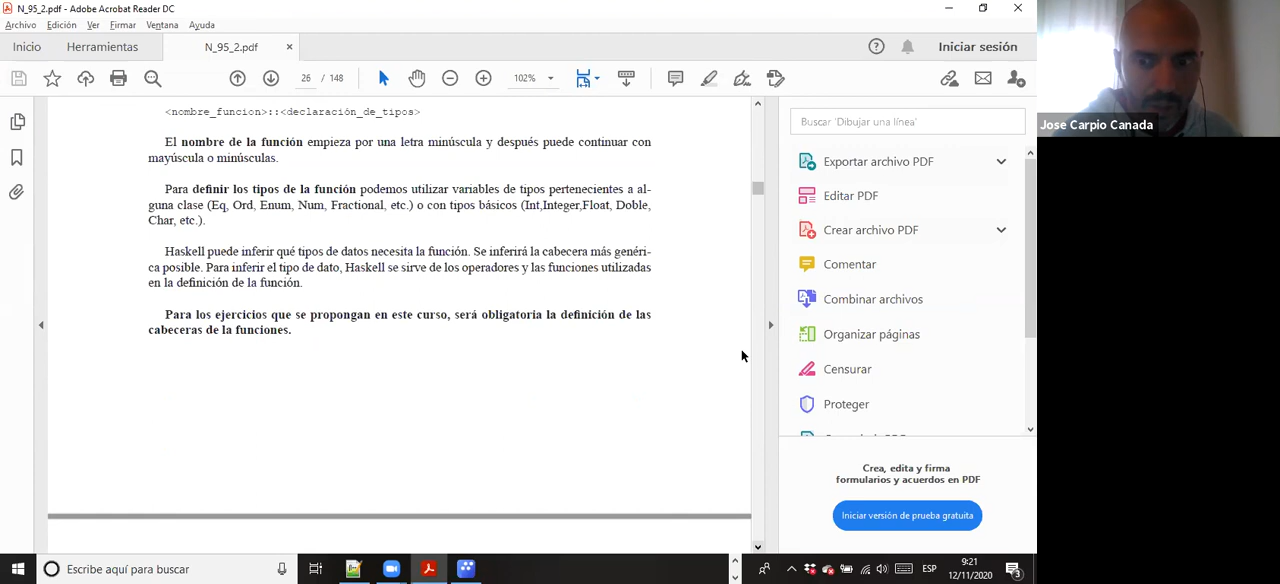 N_95_2.pdf - Adobe Acrobat Reader DC
Archivo Edición Ver Firmar Ventana Ayuda
Inicio Herramientas N_95_2.pdf × Iniciar sesión
26 / 148 102%
<nombre_funcion>::<declaración_de_tipos>
El nombre de la función empieza por una letra minúscula y después puede continuar con
mayúscula o minúsculas.
Para definir los tipos de la función podemos utilizar variables de tipos pertenecientes a al-
guna clase (Eq, Ord, Enum, Num, Fractional, etc.) o con tipos básicos (Int,Integer,Float, Doble,
Char, etc.).
Haskell puede inferir qué tipos de datos necesita la función. Se inferirá la cabecera más genéri-
ca posible. Para inferir el tipo de dato, Haskell se sirve de los operadores y las funciones utilizadas
en la definición de la función.
Para los ejercicios que se propongan en este curso, será obligatoria la definición de las
cabeceras de la funciones.
Buscar 'Dibujar una línea'
Exportar archivo PDF
Editar PDF
Crear archivo PDF
Comentar
Combinar archivos
Organizar páginas
Censurar
Proteger
Crea, edita y firma
formularios y acuerdos en PDF
Iniciar versión de prueba gratuita
Jose Carpio Canada
Escribe aquí para buscar
ESP
9:21
12/11/2020
3